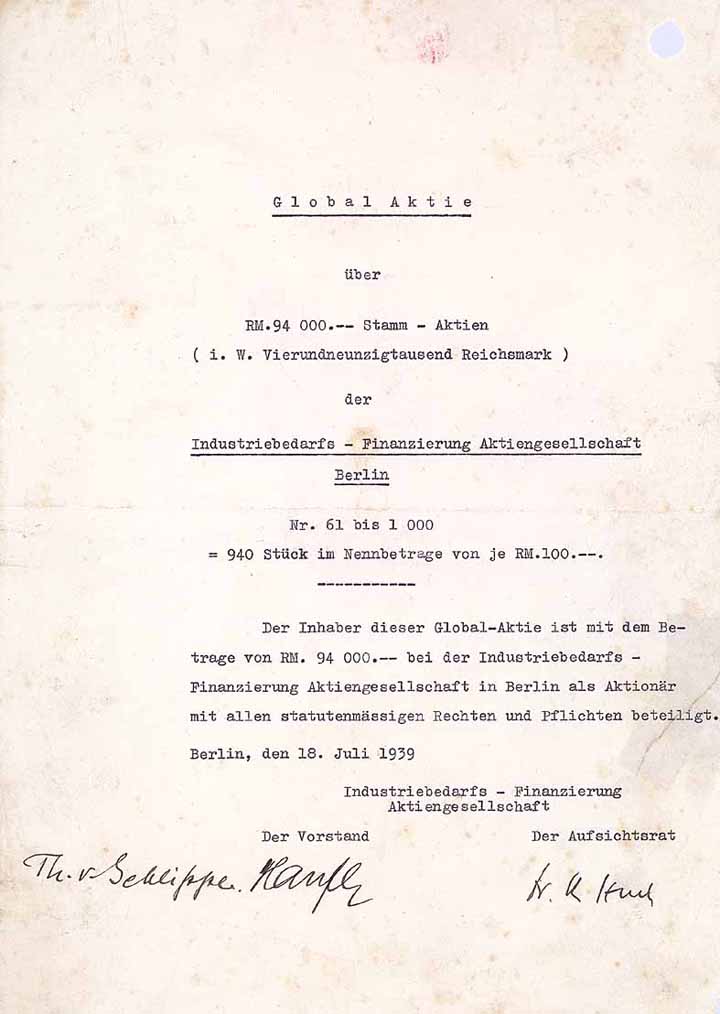 Global Aktie
über
RM.94 000.-- Stamm - Aktien
( i. W. Vierundneunzigtausend Reichsmark )
der
Industriebedarfs - Finanzierung Aktiengesellschaft
Berlin
Nr. 61 bis 1 000
= 940 Stück im Nennbetrage von je RM.100.--.
-----------
Der Inhaber dieser Global-Aktie ist mit dem Be-
trage von RM. 94 000.-- bei der Industriebedarfs -
Finanzierung Aktiengesellschaft in Berlin als Aktionär
mit allen statutenmässigen Rechten und Pflichten beteiligt.
Berlin, den 18. Juli 1939
Industriebedarfs - Finanzierung
Aktiengesellschaft
Der Vorstand Der Aufsichtsrat
Th. v.